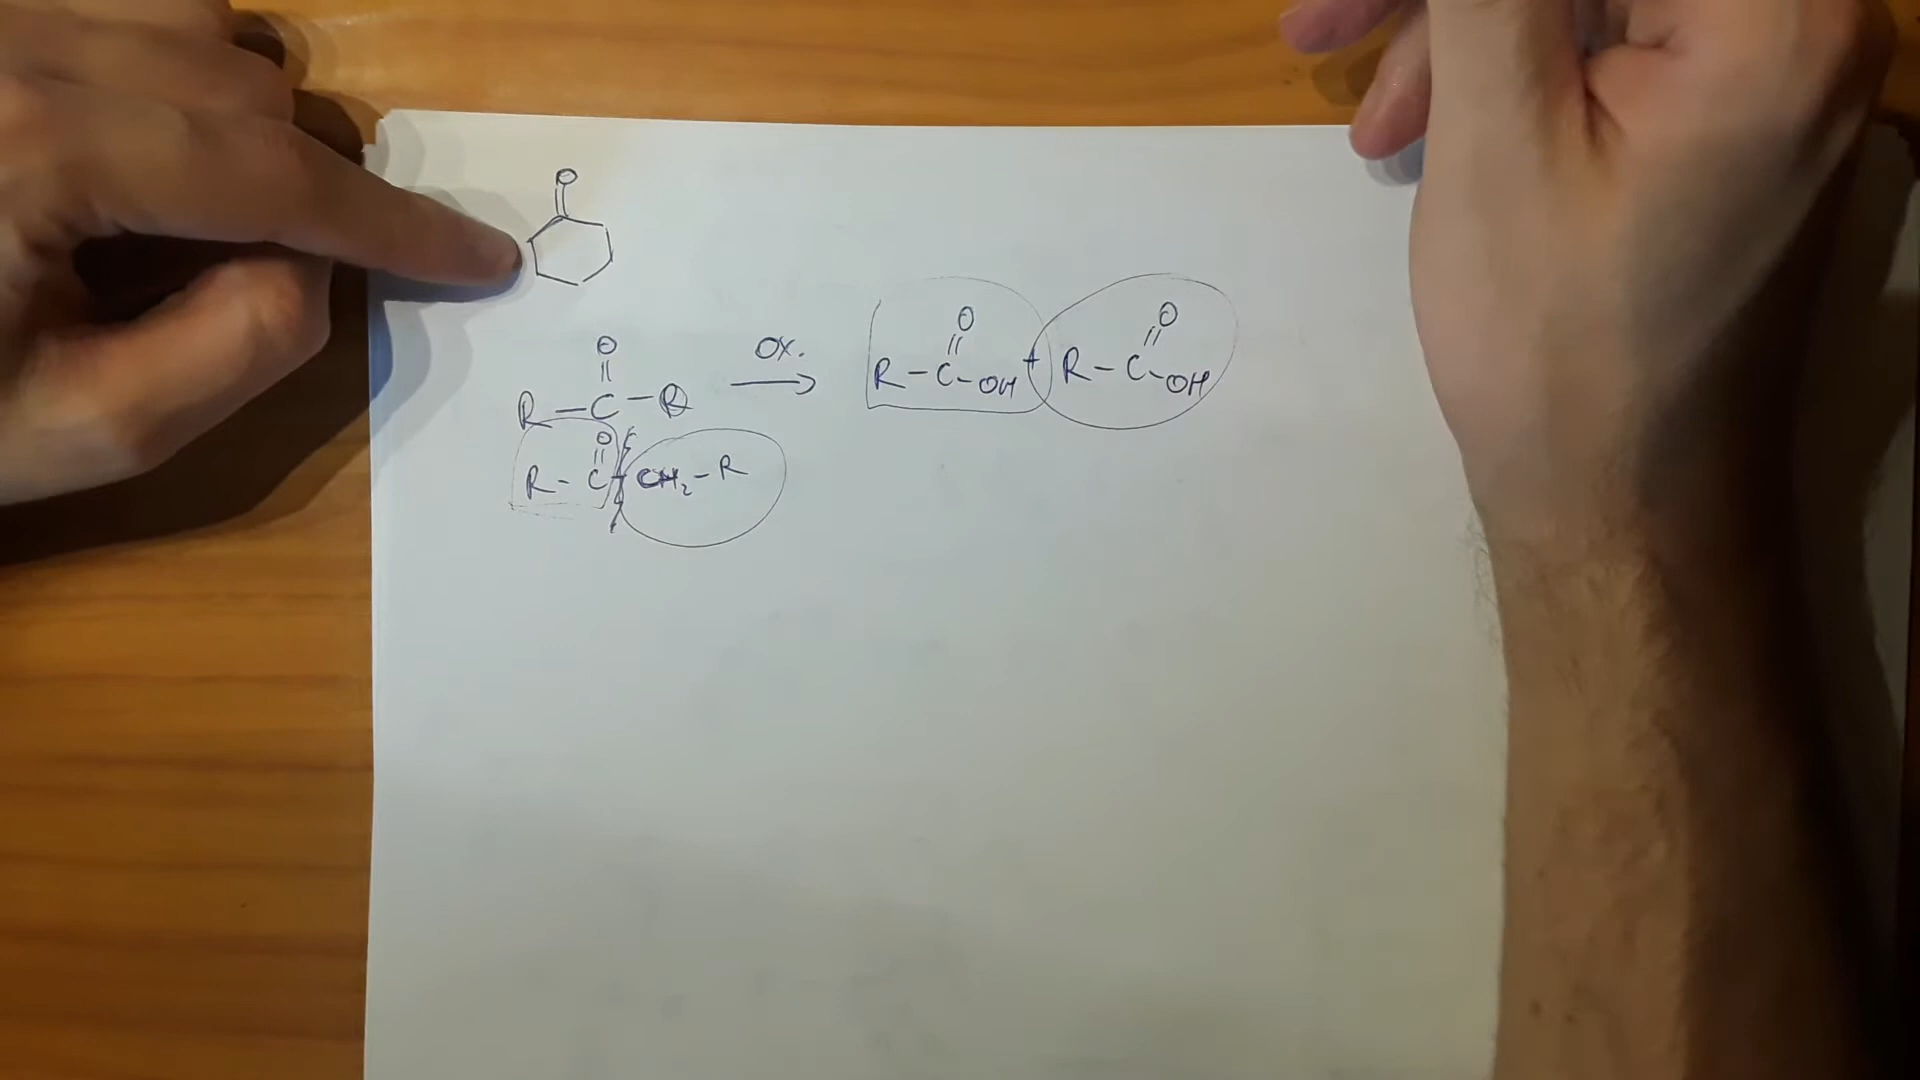 O
O O O
ox.
R-C-OH + R-C-OH
R-C-R
O
R-C-CH₂-R